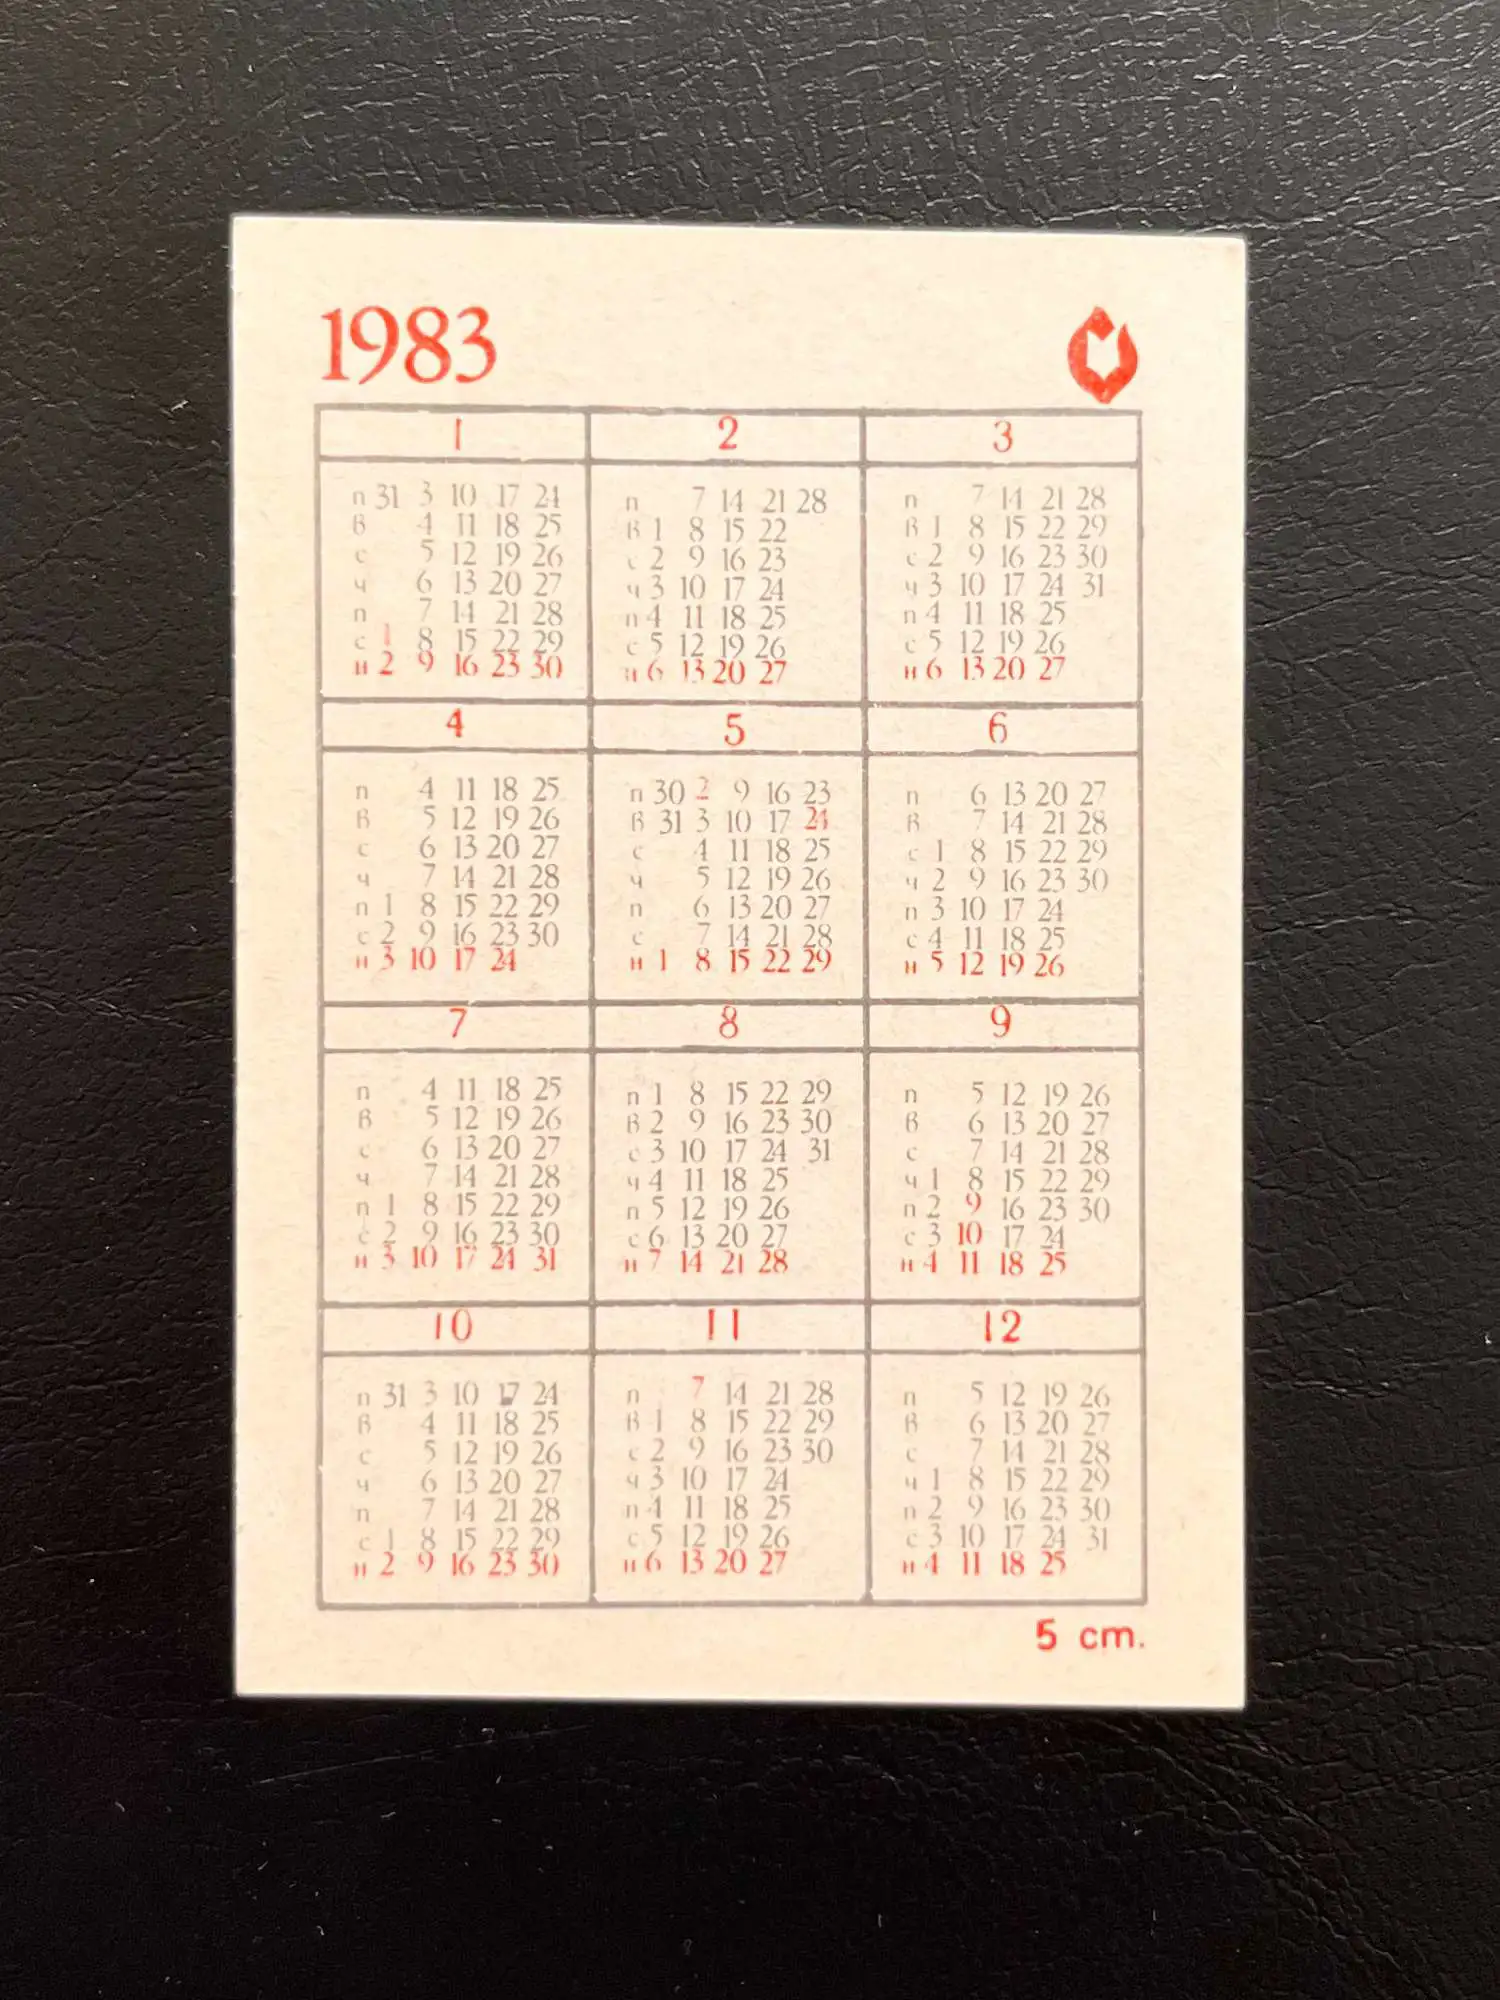 1983
1 2 3
п 31 3 10 17 24
в 4 11 18 25
с 5 12 19 26
ч 6 13 20 27
п 7 14 21 28
с 1 8 15 22 29
н 2 9 16 23 30
п 7 14 21 28
в 1 8 15 22
с 2 9 16 23
ч 3 10 17 24
п 4 11 18 25
с 5 12 19 26
н 6 13 20 27
п 7 14 21 28
в 1 8 15 22 29
с 2 9 16 23 30
ч 3 10 17 24 31
п 4 11 18 25
с 5 12 19 26
н 6 13 20 27
4 5 6
п 4 11 18 25
в 5 12 19 26
с 6 13 20 27
ч 7 14 21 28
п 1 8 15 22 29
с 2 9 16 23 30
н 3 10 17 24
п 30 2 9 16 23
в 31 3 10 17 24
с 4 11 18 25
ч 5 12 19 26
п 6 13 20 27
с 7 14 21 28
н 1 8 15 22 29
п 6 13 20 27
в 7 14 21 28
с 1 8 15 22 29
ч 2 9 16 23 30
п 3 10 17 24
с 4 11 18 25
н 5 12 19 26
7 8 9
п 4 11 18 25
в 5 12 19 26
с 6 13 20 27
ч 7 14 21 28
п 1 8 15 22 29
с 2 9 16 23 30
н 3 10 17 24 31
п 1 8 15 22 29
в 2 9 16 23 30
с 3 10 17 24 31
ч 4 11 18 25
п 5 12 19 26
с 6 13 20 27
н 7 14 21 28
п 5 12 19 26
в 6 13 20 27
с 7 14 21 28
ч 1 8 15 22 29
п 2 9 16 23 30
с 3 10 17 24
н 4 11 18 25
10 11 12
п 31 3 10 17 24
в 4 11 18 25
с 5 12 19 26
ч 6 13 20 27
п 7 14 21 28
с 1 8 15 22 29
н 2 9 16 23 30
п 7 14 21 28
в 1 8 15 22 29
с 2 9 16 23 30
ч 3 10 17 24
п 4 11 18 25
с 5 12 19 26
н 6 13 20 27
п 5 12 19 26
в 6 13 20 27
с 7 14 21 28
ч 1 8 15 22 29
п 2 9 16 23 30
с 3 10 17 24 31
н 4 11 18 25
5 ст.